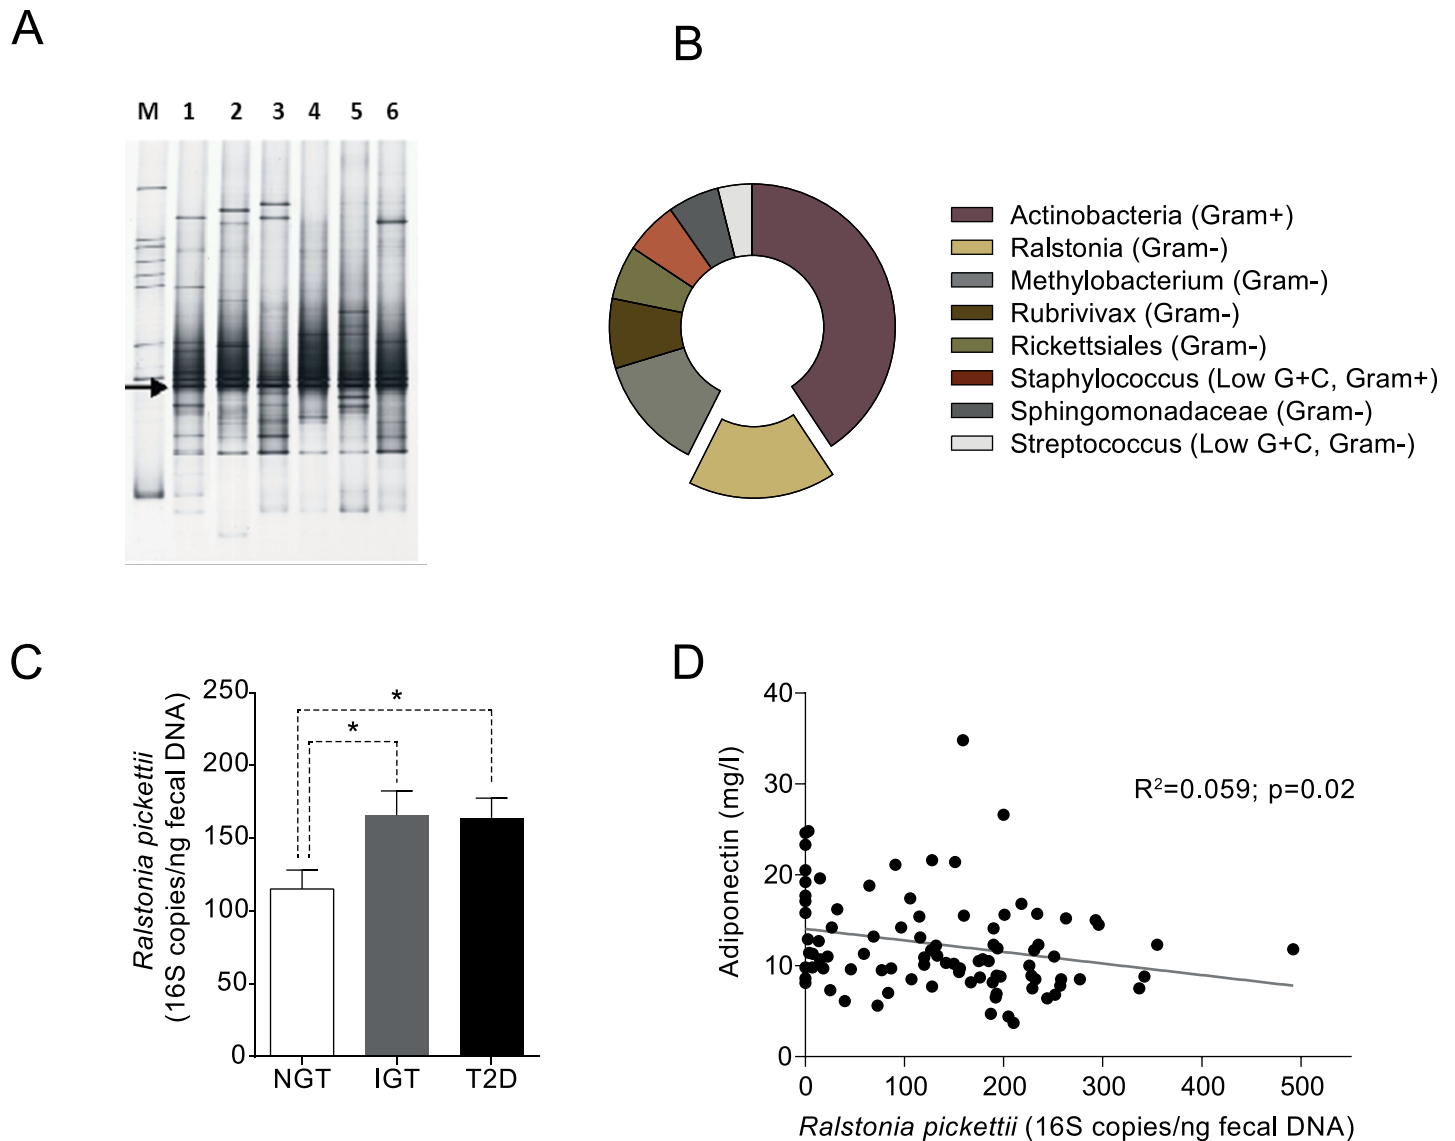 A
B
M 1 2 3 4 5 6
Actinobacteria (Gram+)
Ralstonia (Gram-)
Methylobacterium (Gram-)
Rubrivivax (Gram-)
Rickettsiales (Gram-)
Staphylococcus (Low G+C, Gram+)
Sphingomonadaceae (Gram-)
Streptococcus (Low G+C, Gram-)
C
Ralstonia pickettii
(16S copies/ng fecal DNA)
250
200
150
100
50
0
*
*
NGT IGT T2D
D
Adiponectin (mg/l)
40
30
20
10
0
R²=0.059; p=0.02
0 100 200 300 400 500
Ralstonia pickettii (16S copies/ng fecal DNA)